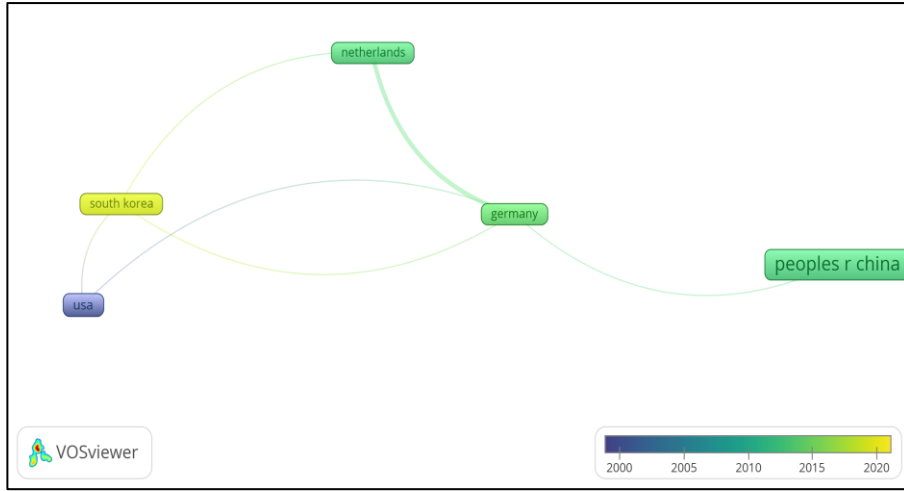 netherlands
south korea
germany
peoples r china
usa
VOSviewer
2000 2005 2010 2015 2020